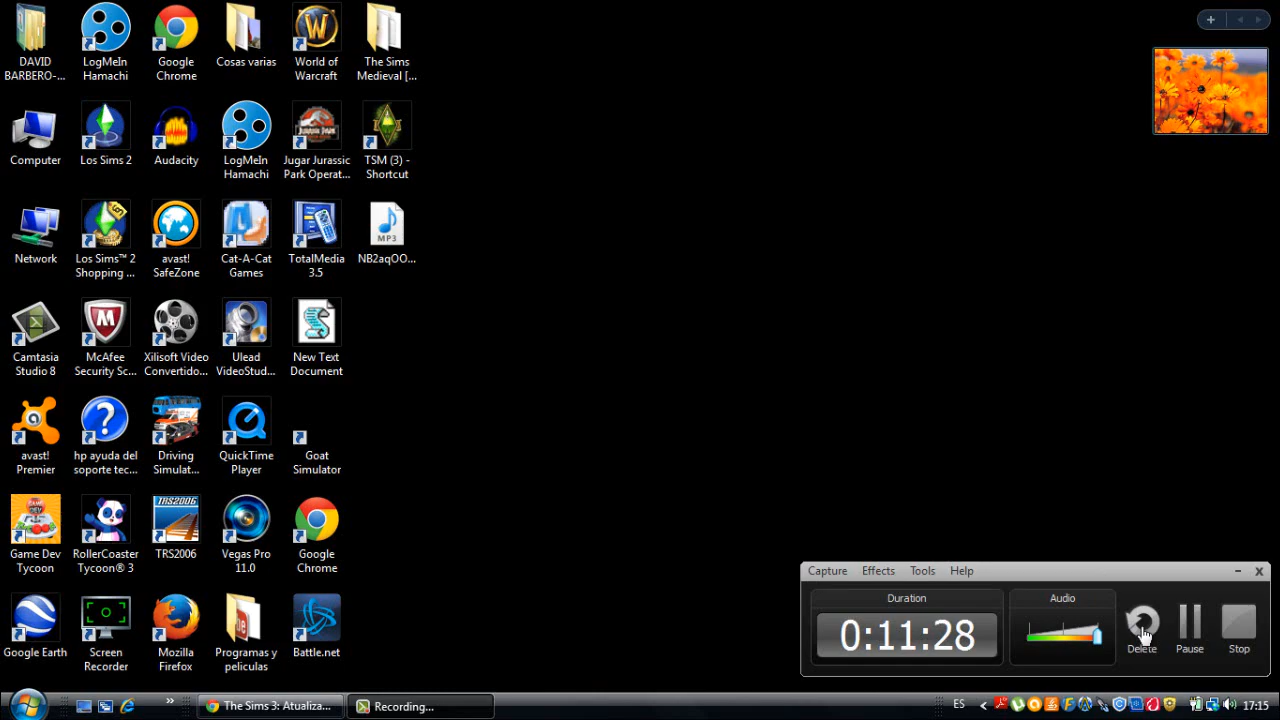 DAVID
BARBERO-...
LogMeIn
Hamachi
Google
Chrome
Cosas varias
World of
Warcraft
The Sims
Medieval [...
Computer
Los Sims 2
Audacity
LogMeIn
Hamachi
Jugar Jurassic
Park Operat...
TSM (3) -
Shortcut
Network
Los Sims™ 2
Shopping ...
avast!
SafeZone
Cat-A-Cat
Games
TotalMedia
3.5
MP3
NB2aqOO...
Camtasia
Studio 8
McAfee
Security Sc...
Xilisoft Video
Convertido...
Ulead
VideoStud...
New Text
Document
avast!
Premier
hp ayuda del
soporte tec...
Driving
Simulat...
QuickTime
Player
Goat
Simulator
TRS2006
Game Dev
Tycoon
RollerCoaster
Tycoon® 3
TRS2006
Vegas Pro
11.0
Google
Chrome
Google Earth
Screen
Recorder
Mozilla
Firefox
Programas y
peliculas
Battle.net
Capture Effects Tools Help
Duration
0:11:28
Audio
Delete
Pause
Stop
The Sims 3: Atualiza...
Recording...
ES
17:15